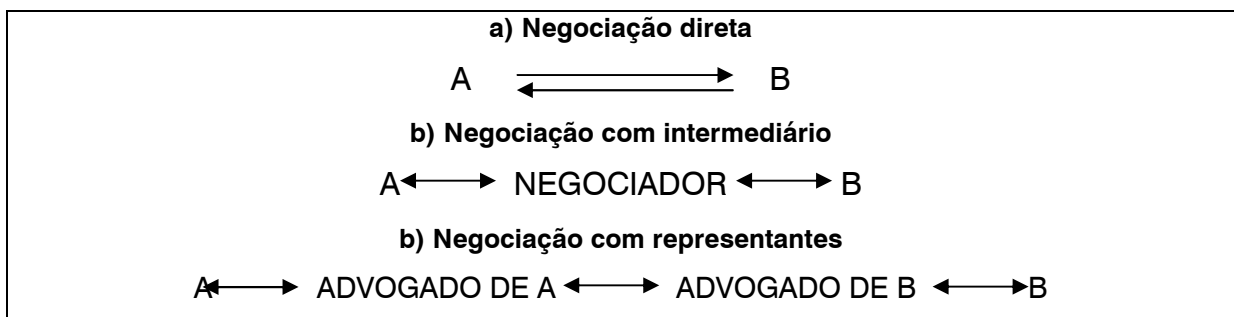 a) Negociação direta
A B
b) Negociação com intermediário
A NEGOCIADOR B
b) Negociação com representantes
A ADVOGADO DE A ADVOGADO DE B B